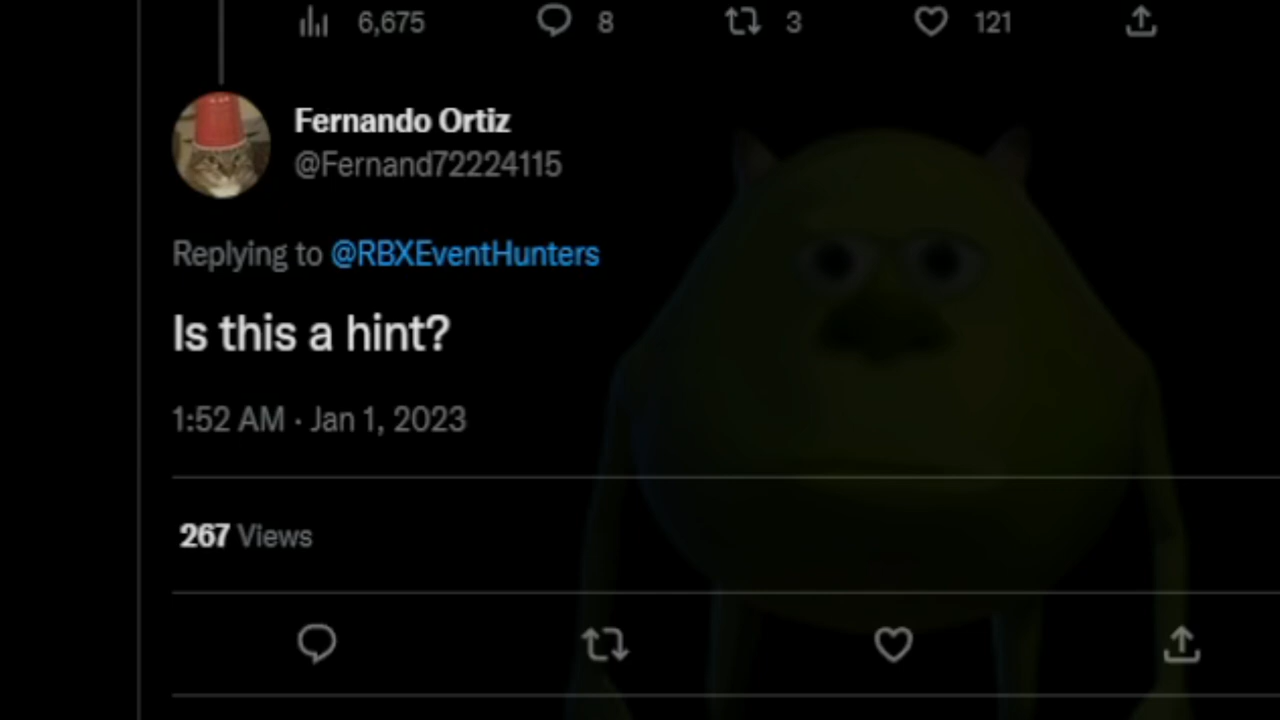 6,675 8 3 121
Fernando Ortiz
@Fernand72224115
Replying to @RBXEventHunters
Is this a hint?
1:52 AM · Jan 1, 2023
267 Views